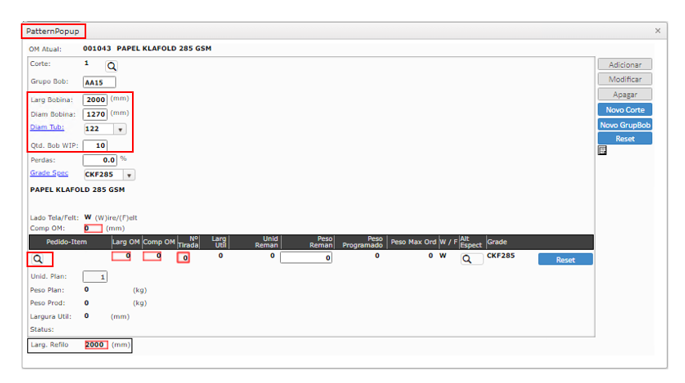 PatternPopup ×
OM Atual: 001043 PAPEL KLAFOLD 285 GSM
Corte: 1
Adicionar
Grupo Bob: AA15
Modificar
Larg Bobina: 2000 (mm)
Apagar
Diam Bobina: 1270 (mm)
Novo Corte
Diam Tub: 122
Novo GrupBob
Qtd. Bob WIP: 10
Reset
Perdas: 0.0 %
Grade Spec CKF285
PAPEL KLAFOLD 285 GSM
Lado Tela/Felt: W (W)ire/(F)elt
Comp OM: 0 (mm)
Pedido-Item Larg OM Comp OM Nº Tirada Larg Util Unid Reman Peso Reman Peso Programado Peso Max Ord W / F Alt Espect Grade
0 0 0 0 0 0 0 0 W CKF285 Reset
Unid. Plan: 1
Peso Plan: 0 (kg)
Peso Prod: 0 (kg)
Largura Util: 0 (mm)
Status:
Larg. Refilo 2000 (mm)